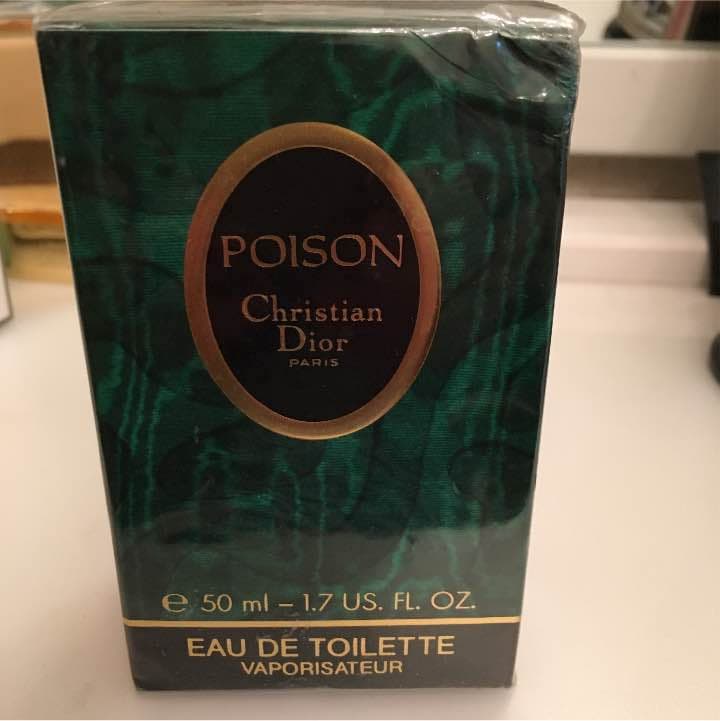 POISON
Christian
Dior
PARIS
℮ 50 ml – 1.7 US. FL. OZ.
EAU DE TOILETTE
VAPORISATEUR